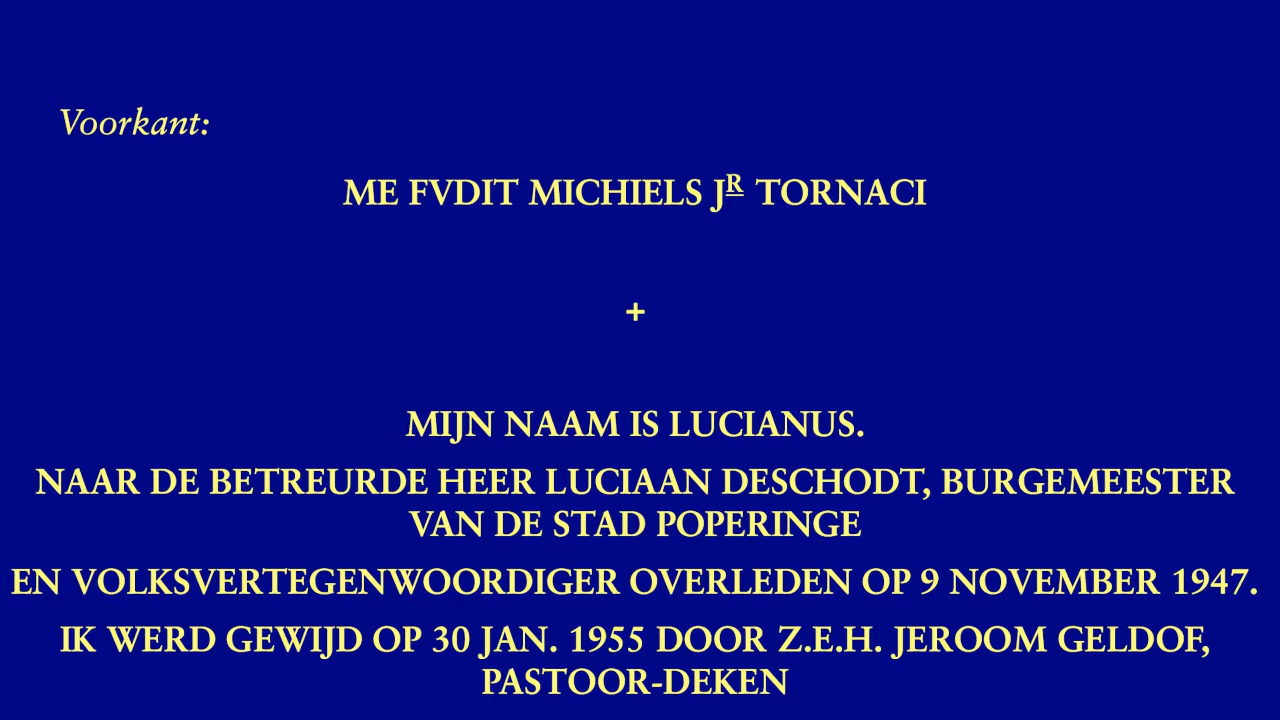 Voorkant:
ME FVDIT MICHIELS Jᴿ TORNACI
+
MIJN NAAM IS LUCIANUS.
NAAR DE BETREURDE HEER LUCIAAN DESCHODT, BURGEMEESTER
VAN DE STAD POPERINGE
EN VOLKSVERTEGENWOORDIGER OVERLEDEN OP 9 NOVEMBER 1947.
IK WERD GEWIJD OP 30 JAN. 1955 DOOR Z.E.H. JEROOM GELDOF,
PASTOOR-DEKEN